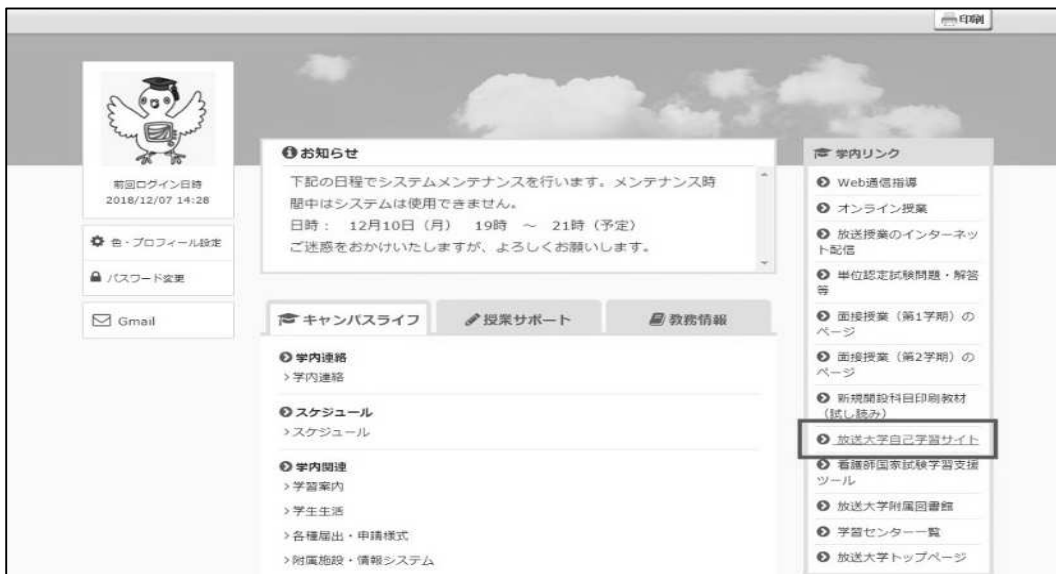 印刷
前回ログイン日時
2018/12/07 14:28
色・プロフィール設定
パスワード変更
Gmail
お知らせ
下記の日程でシステムメンテナンスを行います。メンテナンス時
間中はシステムは使用できません。
日時： 12月10日（月） 19時 ～ 21時（予定）
ご迷惑をおかけいたしますが、よろしくお願いします。
キャンパスライフ
授業サポート
教務情報
学内連絡
>学内連絡
スケジュール
>スケジュール
学内関連
>学習案内
>学生生活
>各種届出・申請様式
>附属施設・情報システム
学内リンク
Web通信指導
オンライン授業
放送授業のインターネッ
ト配信
単位認定試験問題・解答
等
面接授業（第1学期）の
ページ
面接授業（第2学期）の
ページ
新規開設科目印刷教材
（試し読み）
放送大学自己学習サイト
看護師国家試験学習支援
ツール
放送大学附属図書館
学習センター一覧
放送大学トップページ